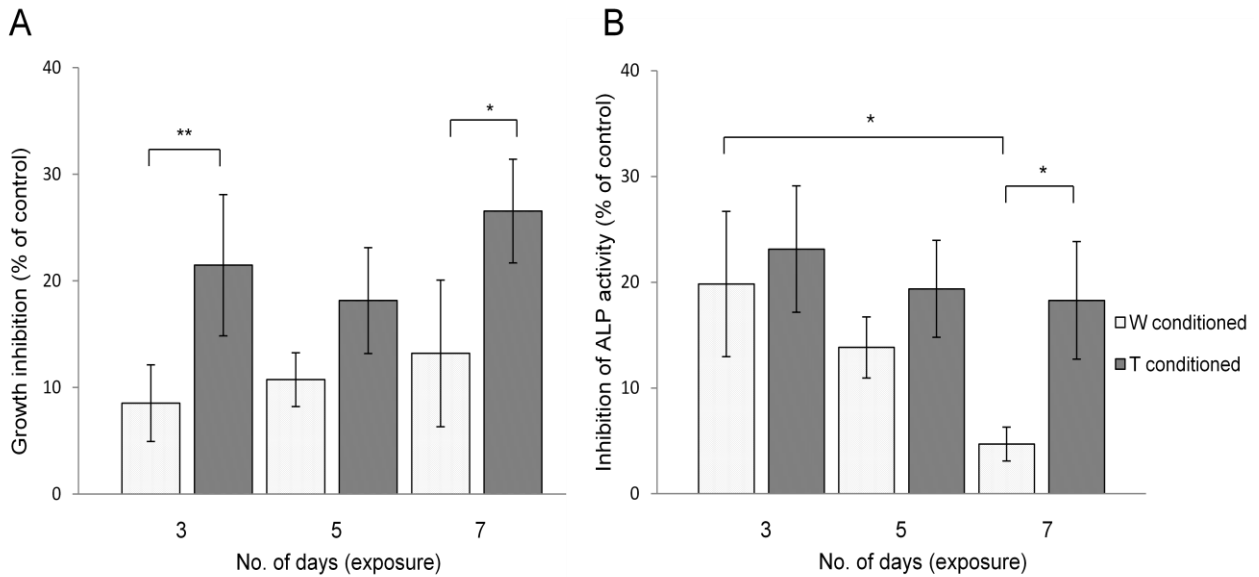 A
Growth inhibition (% of control)
40
30
20
10
0
**
*
3 5 7
No. of days (exposure)
B
Inhibition of ALP activity (% of control)
40
30
20
10
0
*
*
3 5 7
No. of days (exposure)
W conditioned
T conditioned